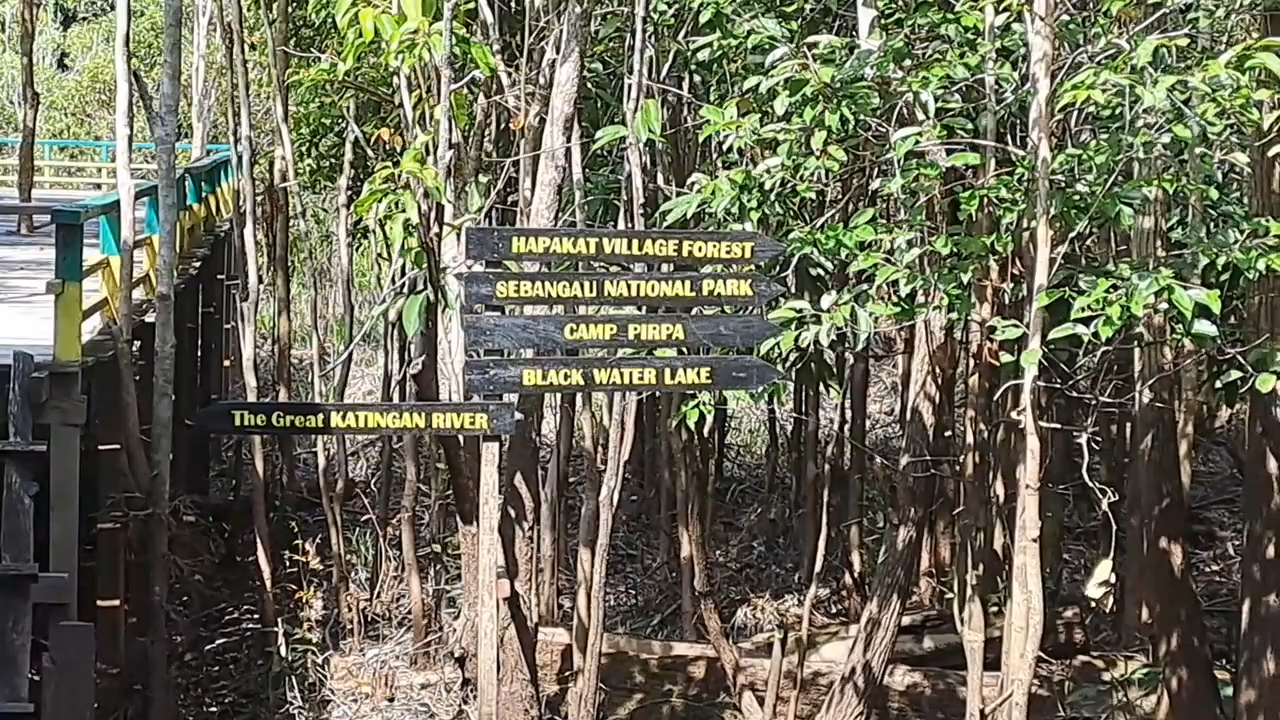 HAPAKAT VILLAGE FOREST
SEBANGAU NATIONAL PARK
CAMP PIRPA
BLACK WATER LAKE
The Great KATINGAN RIVER